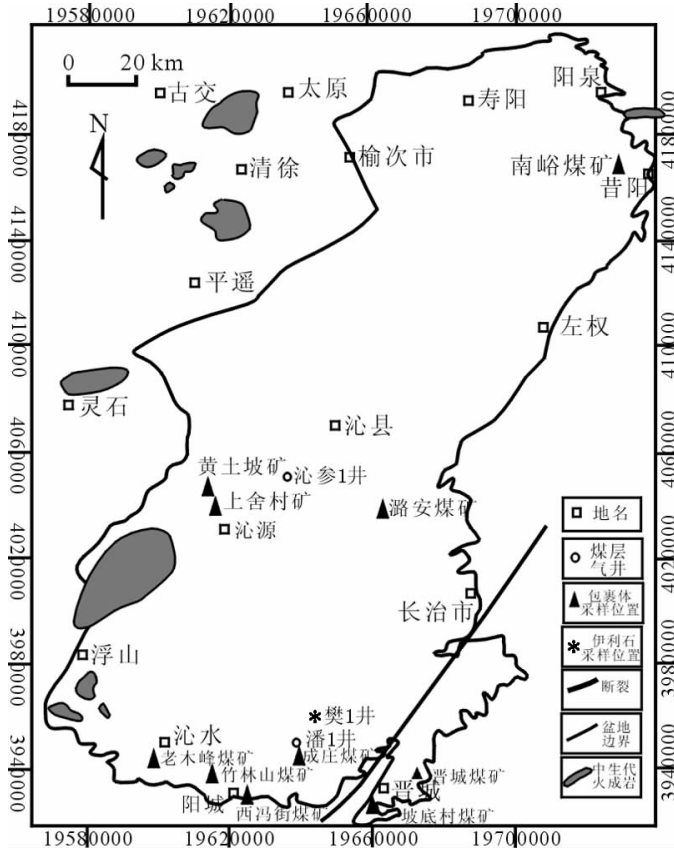 19580000 19620000 19660000 19700000
0 20 km
古交
太原
寿阳
阳泉
N
清徐
榆次市
南峪煤矿
昔阳
平遥
左权
灵石
沁县
黄土坡矿
沁参1井
上舍村矿
潞安煤矿
沁源
长治市
浮山
樊1井
沁水
潘1井
老木峰煤矿
成庄煤矿
竹林山煤矿
晋城煤矿
阳城
晋城
西冯街煤矿
坡底村煤矿
4180000
4140000
4100000
4060000
4020000
3980000
3940000
4180000
4140000
4100000
4060000
4020000
3980000
3940000
地名
煤层
气井
包裹体
采样位置
伊利石
采样位置
断裂
盆地
边界
中生代
火成岩
19580000 19620000 19660000 19700000